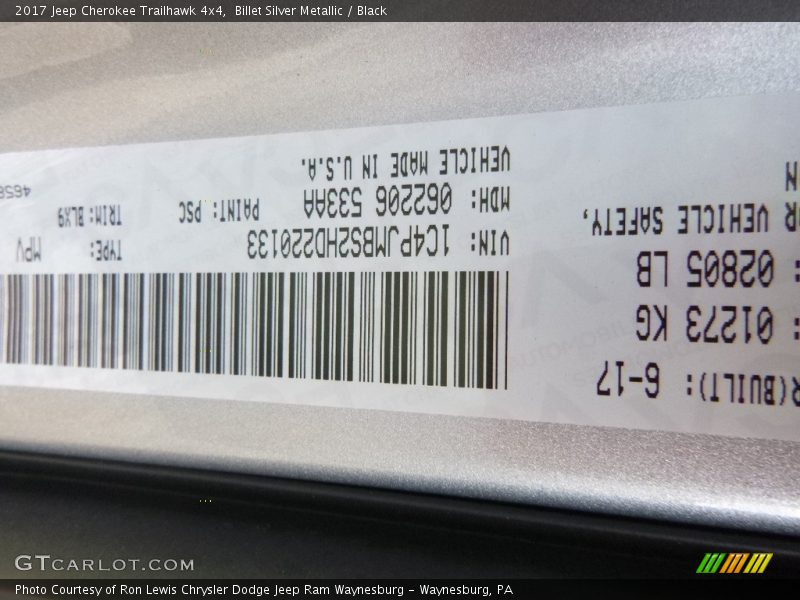 2017 Jeep Cherokee Trailhawk 4x4, Billet Silver Metallic / Black
R(BUILT): 6-17
: 01273 KG
: 02805 LB
R VEHICLE SAFETY,
N
VIN: 1C4PJMBS2HD220133 TYPE: MPV
MDH: 062206 533AA PAINT: PSC TRIM: BLX9
VEHICLE MADE IN U.S.A.
4658
GTCARLOT.COM
Photo Courtesy of Ron Lewis Chrysler Dodge Jeep Ram Waynesburg - Waynesburg, PA